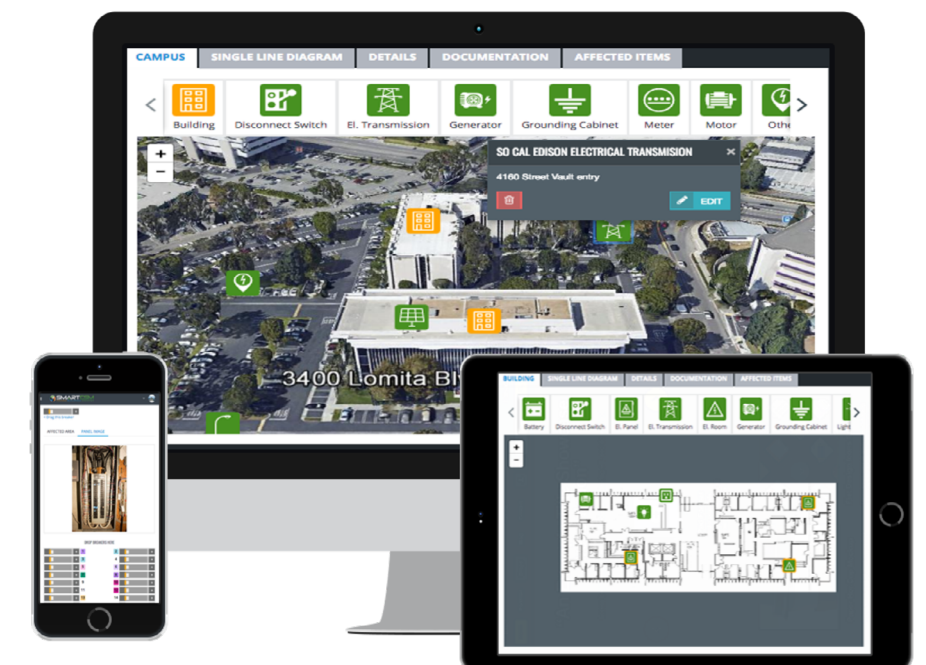 CAMPUS SINGLE LINE DIAGRAM DETAILS DOCUMENTATION AFFECTED ITEMS
Building Disconnect Switch El. Transmission Generator Grounding Cabinet Meter Motor Othe
+
−
SO CAL EDISON ELECTRICAL TRANSMISION
4160 Street Vault entry
EDIT
3400 Lomita Bl
BUILDING SINGLE LINE DIAGRAM DETAILS DOCUMENTATION AFFECTED ITEMS
Battery Disconnect Switch El. Panel El. Transmission El. Room Generator Grounding Cabinet Light
+
−
AFFECTED AREA PANEL IMAGE